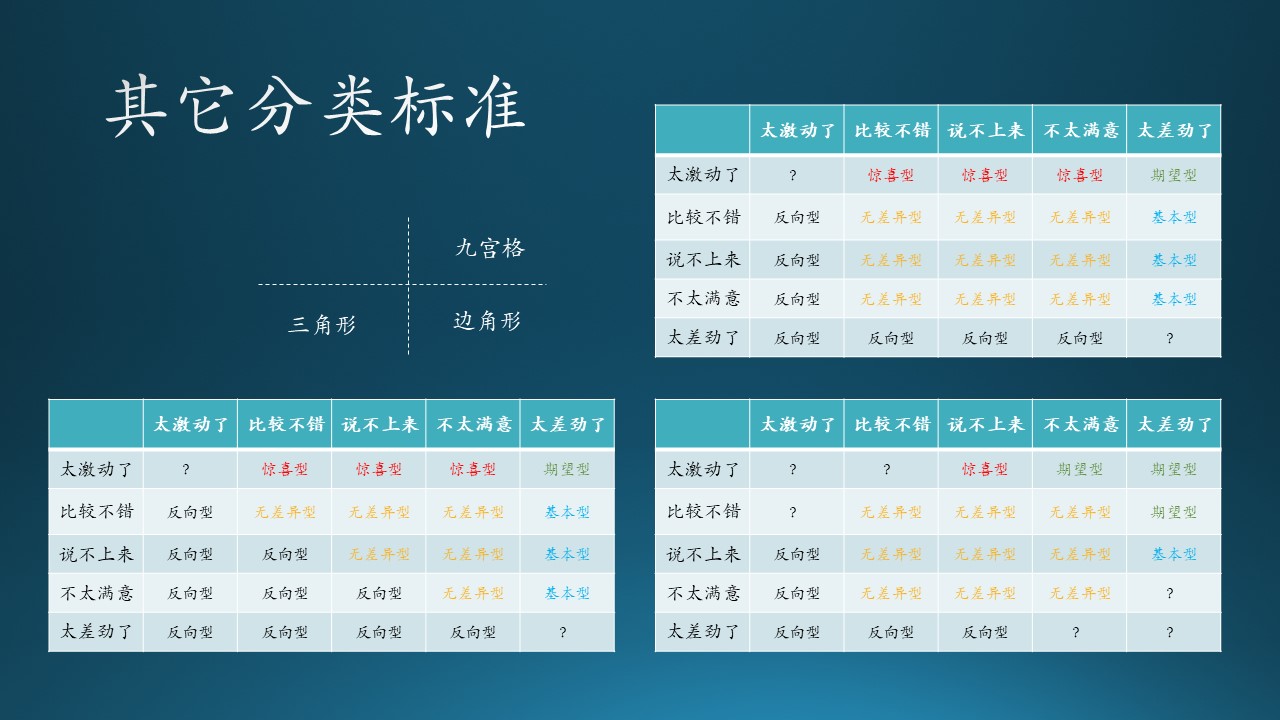 其它分类标准
九宫格
三角形 边角形
太激动了 比较不错 说不上来 不太满意 太差劲了
太激动了 ? 惊喜型 惊喜型 惊喜型 期望型
比较不错 反向型 无差异型 无差异型 无差异型 基本型
说不上来 反向型 无差异型 无差异型 无差异型 基本型
不太满意 反向型 无差异型 无差异型 无差异型 基本型
太差劲了 反向型 反向型 反向型 反向型 ?
太激动了 比较不错 说不上来 不太满意 太差劲了
太激动了 ? 惊喜型 惊喜型 惊喜型 期望型
比较不错 反向型 无差异型 无差异型 无差异型 基本型
说不上来 反向型 反向型 无差异型 无差异型 基本型
不太满意 反向型 反向型 反向型 无差异型 基本型
太差劲了 反向型 反向型 反向型 反向型 ?
太激动了 比较不错 说不上来 不太满意 太差劲了
太激动了 ? ? 惊喜型 期望型 期望型
比较不错 ? 无差异型 无差异型 无差异型 期望型
说不上来 反向型 无差异型 无差异型 无差异型 基本型
不太满意 反向型 无差异型 无差异型 无差异型 ?
太差劲了 反向型 反向型 反向型 ? ?